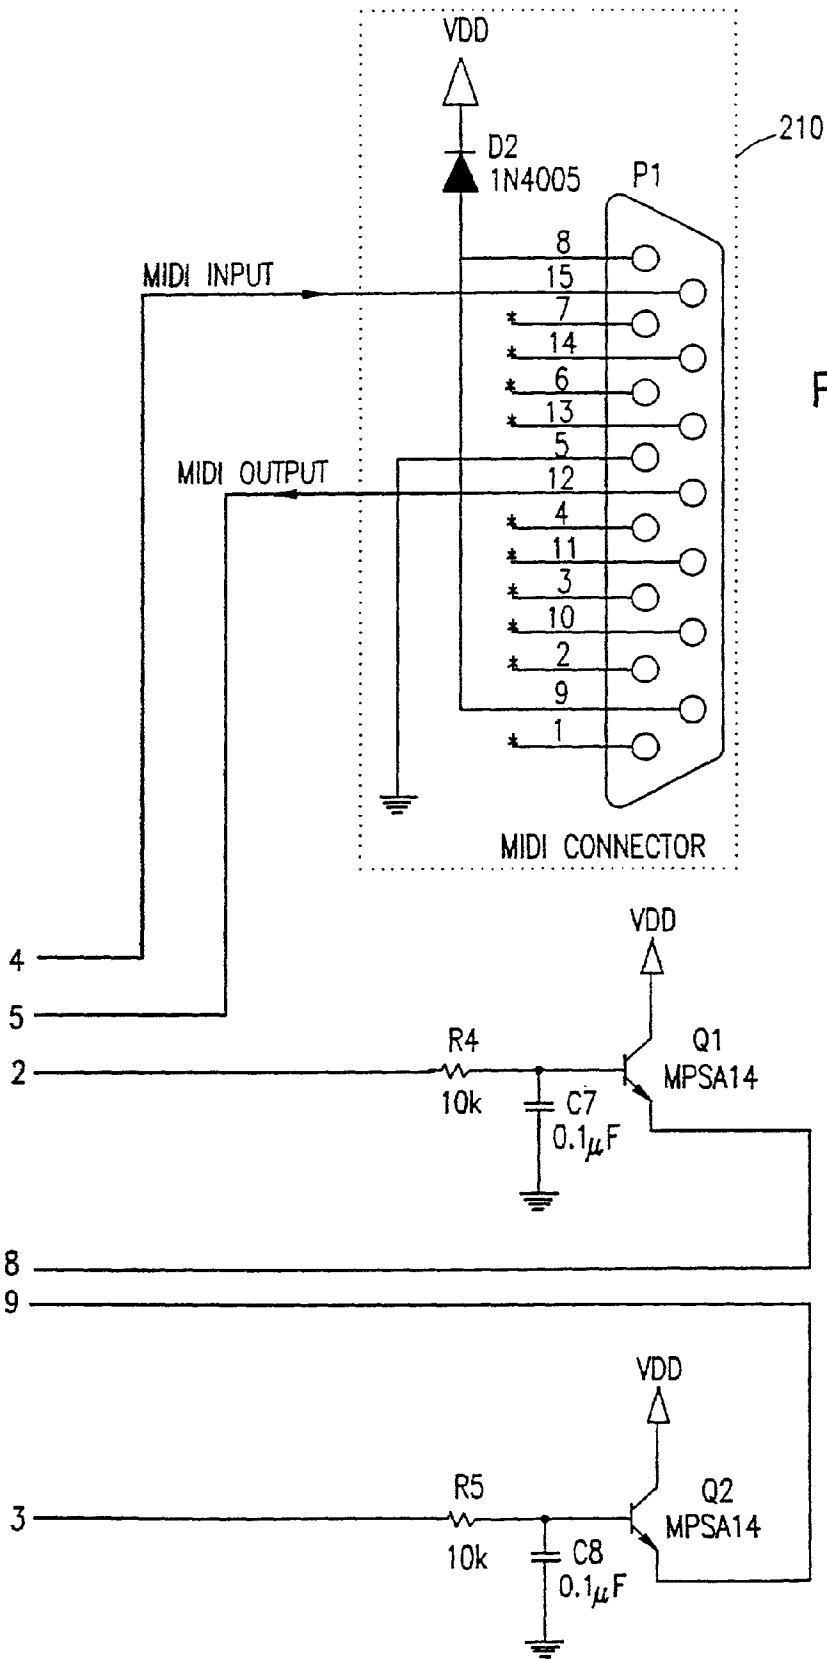 VDD
210
D2
1N4005
P1
8
MIDI INPUT
15
* 7
* 14
* 6
F
* 13
5
MIDI OUTPUT
12
* 4
* 11
* 3
* 10
* 2
9
* 1
MIDI CONNECTOR
4
VDD
5
R4
Q1
2
MPSA14
10k
C7
0.1μF
8
9
VDD
R5
Q2
3
MPSA14
10k
C8
0.1μF